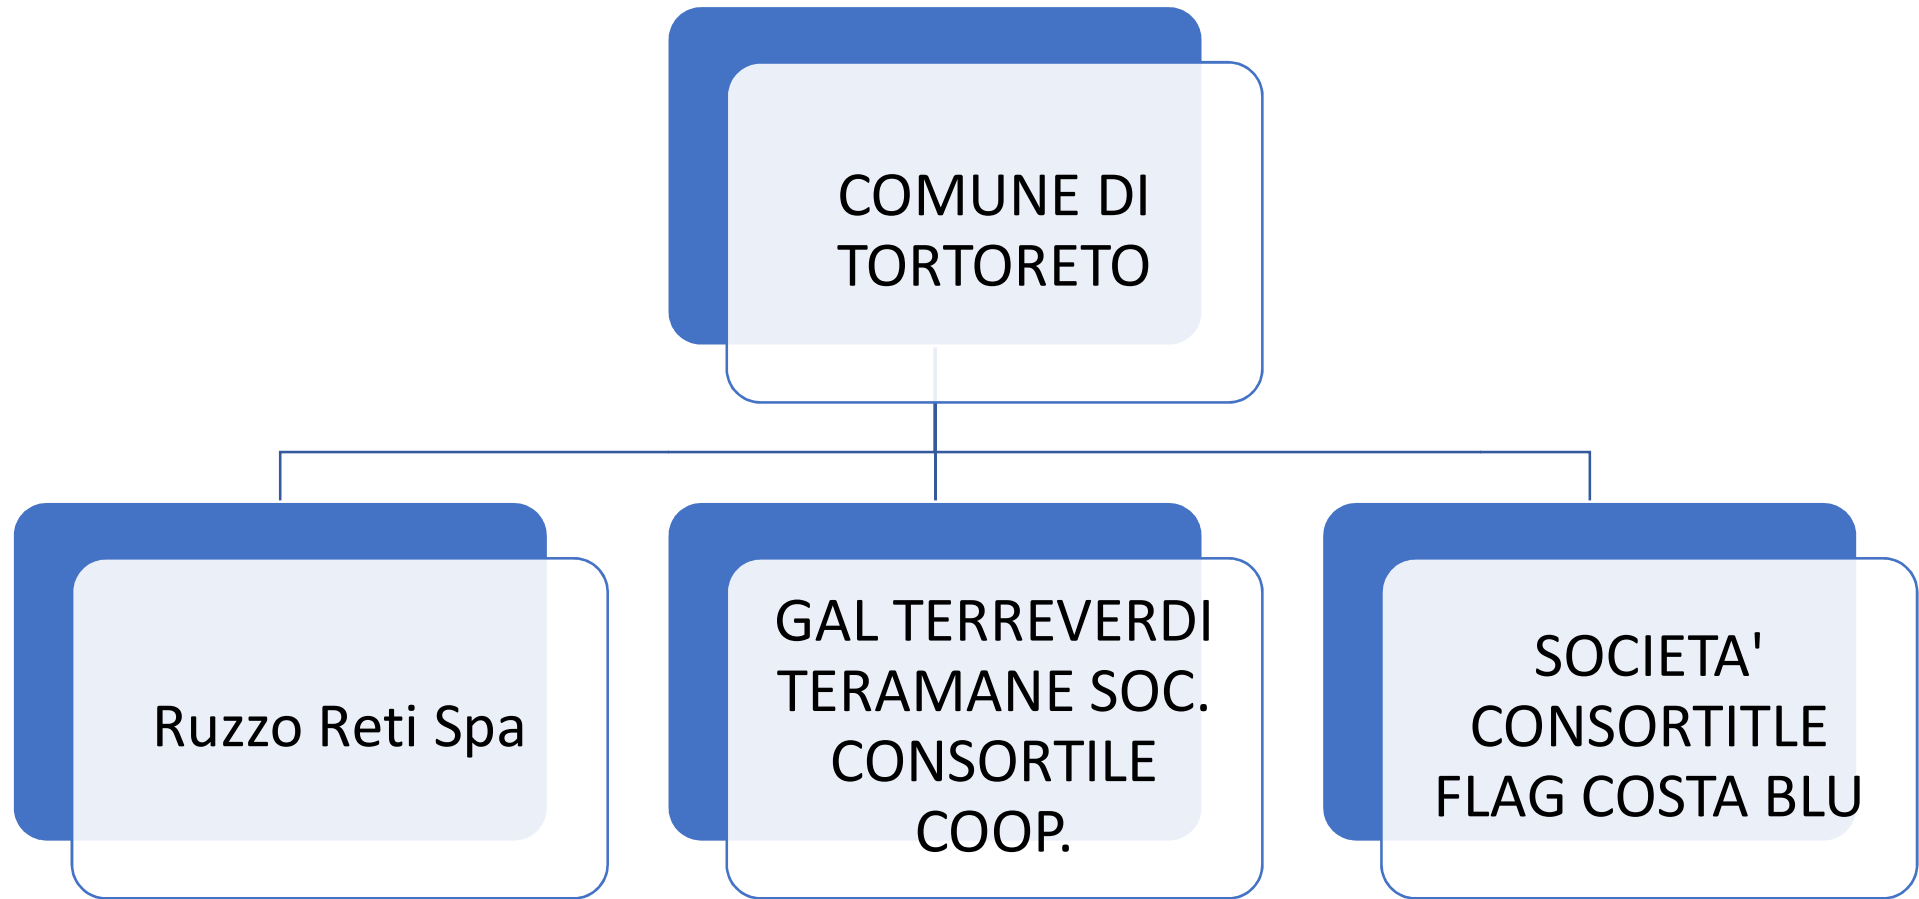 COMUNE DI
TORTORETO
Ruzzo Reti Spa
GAL TERREVERDI
TERAMANE SOC.
CONSORTILE
COOP.
SOCIETA'
CONSORTITLE
FLAG COSTA BLU